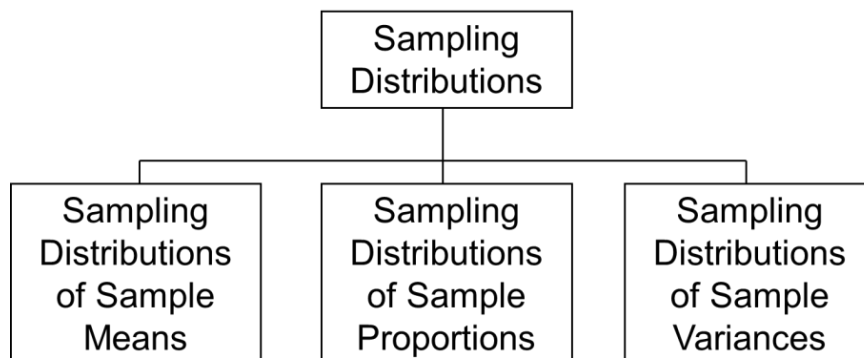 Sampling
Distributions
Sampling
Distributions
of Sample
Means
Sampling
Distributions
of Sample
Proportions
Sampling
Distributions
of Sample
Variances